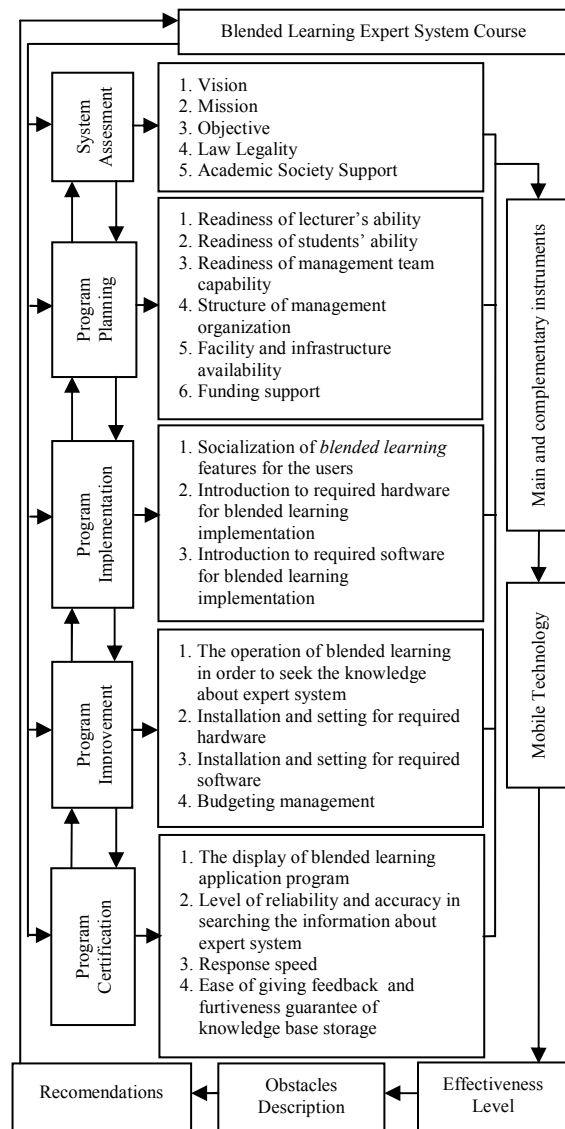 Blended Learning Expert System Course
System
Assesment
1. Vision
2. Mission
3. Objective
4. Law Legality
5. Academic Society Support
Program
Planning
1. Readiness of lecturer’s ability
2. Readiness of students’ ability
3. Readiness of management team
capability
4. Structure of management
organization
5. Facility and infrastructure
availability
6. Funding support
Program
Implementation
1. Socialization of blended learning
features for the users
2. Introduction to required hardware
for blended learning
implementation
3. Introduction to required software
for blended learning
implementation
Program
Improvement
1. The operation of blended learning
in order to seek the knowledge
about expert system
2. Installation and setting for required
hardware
3. Installation and setting for required
software
4. Budgeting management
Program
Certification
1. The display of blended learning
application program
2. Level of reliability and accuracy in
searching the information about
expert system
3. Response speed
4. Ease of giving feedback and
furtiveness guarantee of
knowledge base storage
Main and complementary instruments
Mobile Technology
Effectiveness
Level
Obstacles
Description
Recomendations